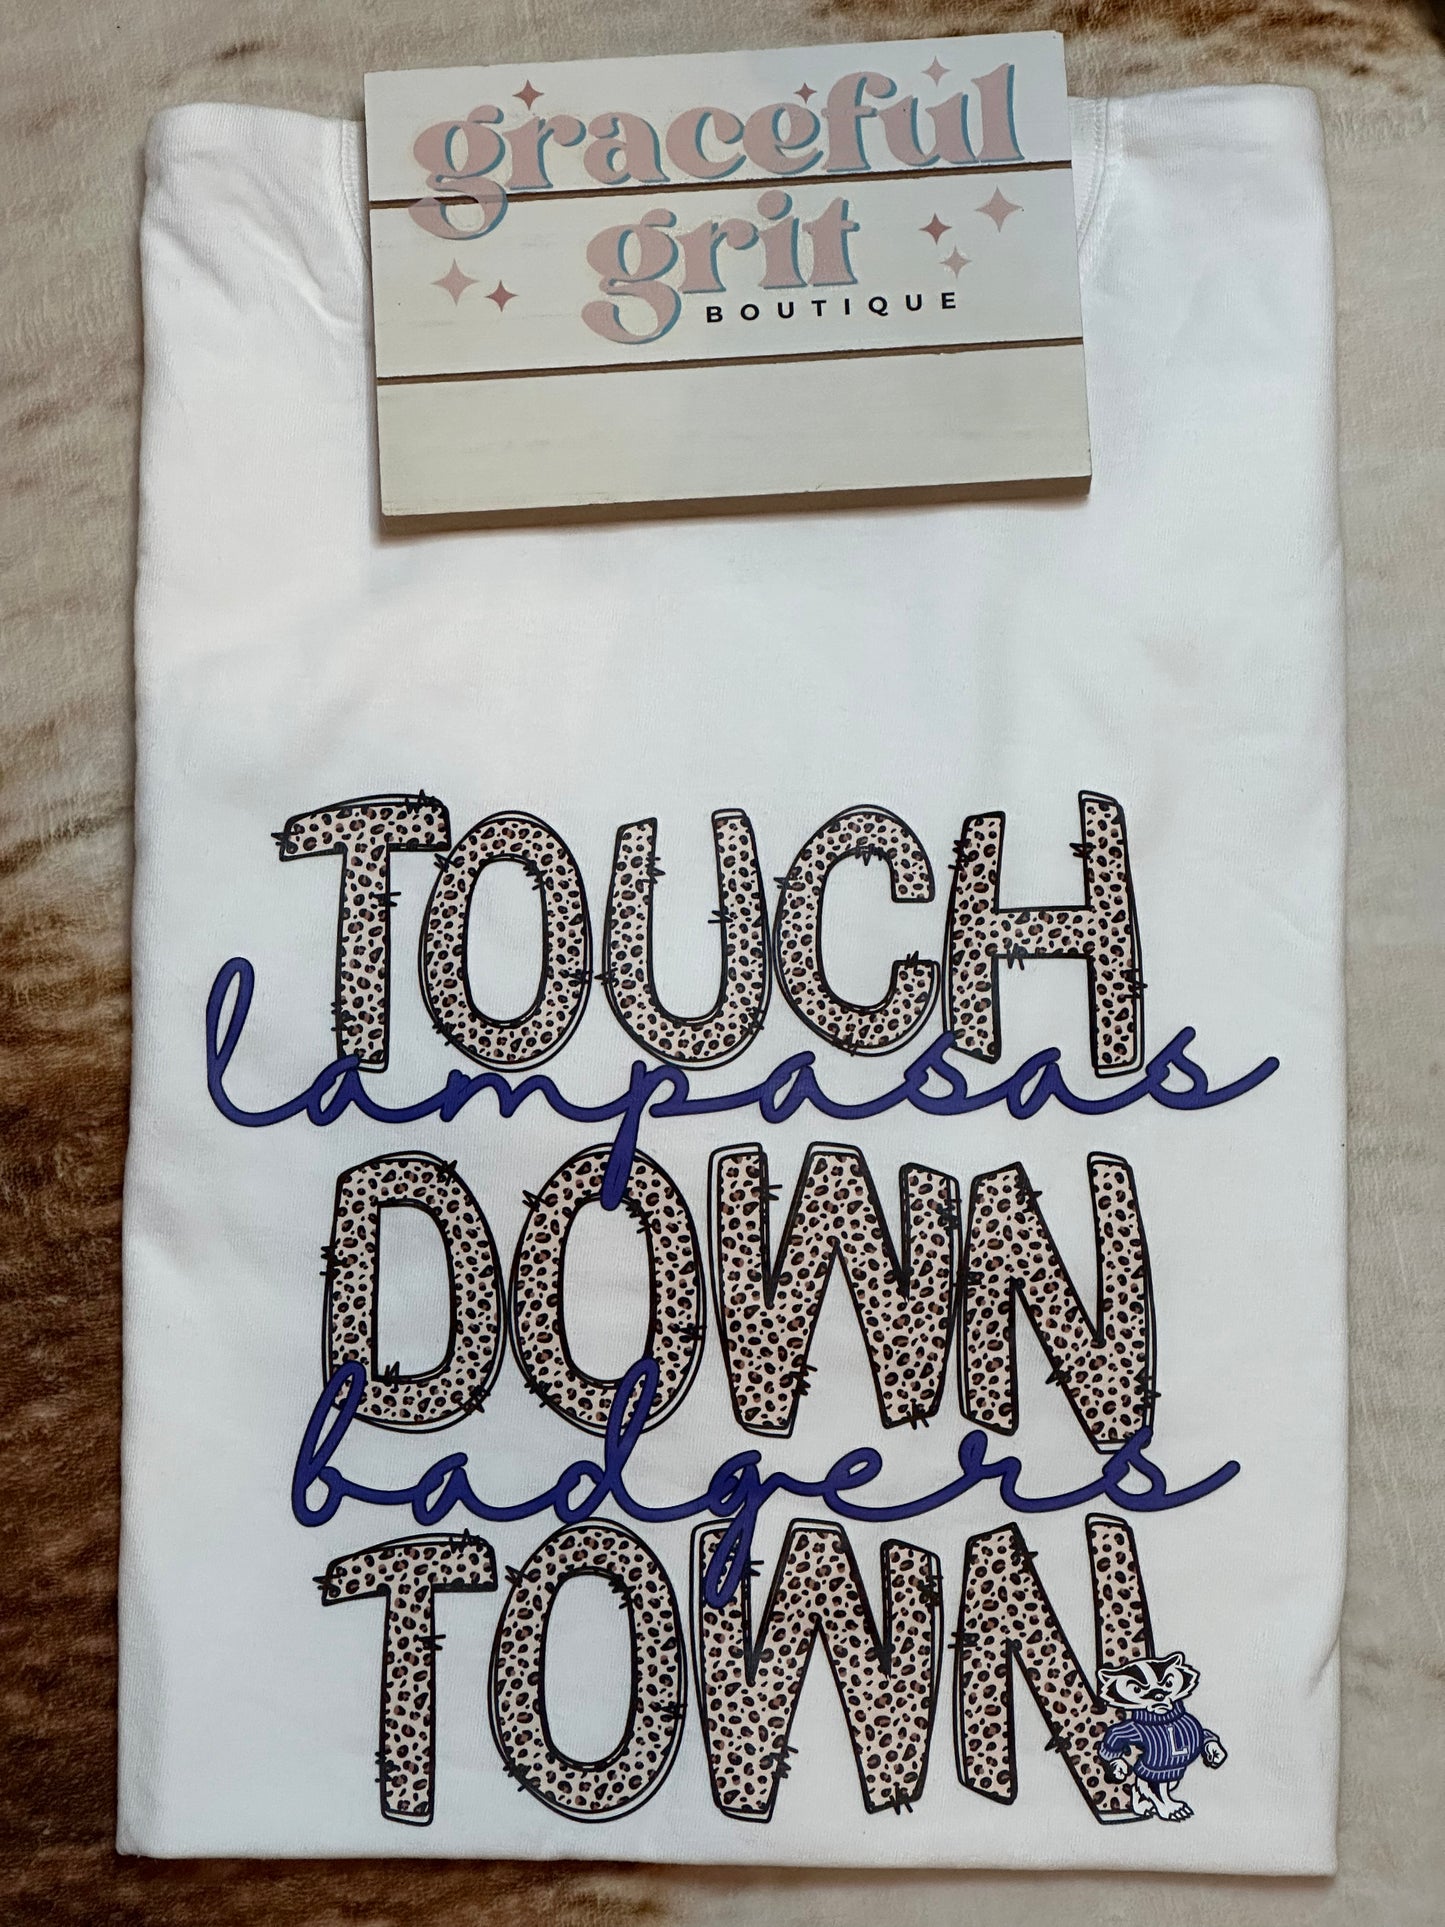 graceful
grit
BOUTIQUE
TOUCH
lampasas
DOWN
badgers
TOWN
L